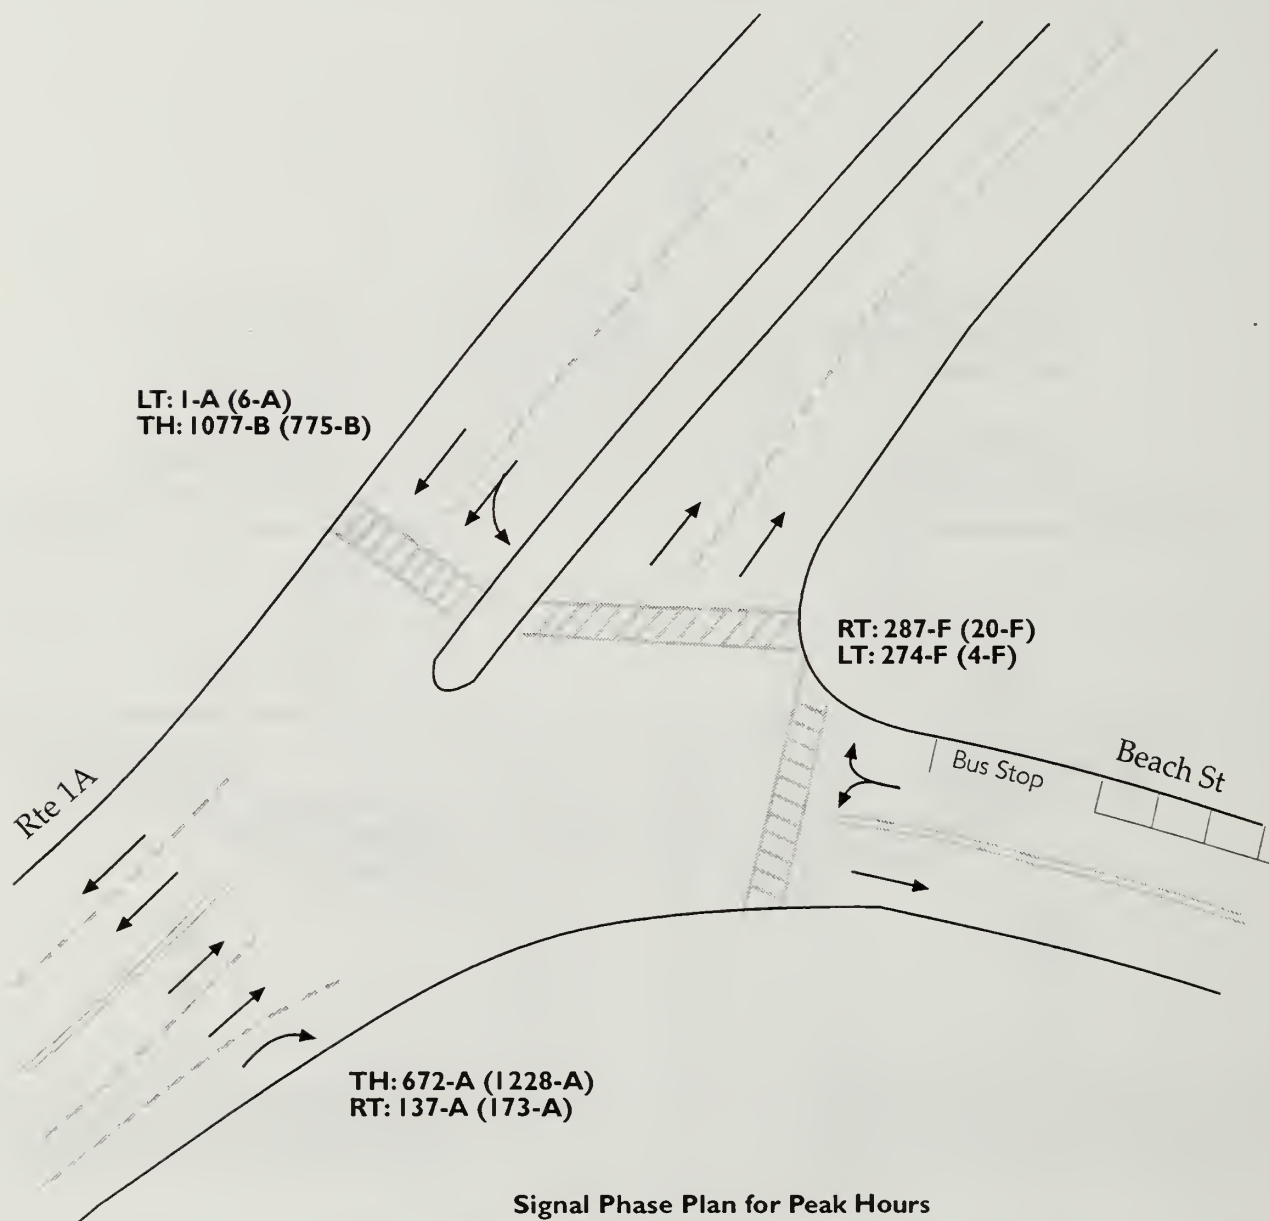 LT: 1-A (6-A)
TH: 1077-B (775-B)
RT: 287-F (20-F)
LT: 274-F (4-F)
Bus Stop
Beach St
Rte 1A
TH: 672-A (1228-A)
RT: 137-A (173-A)
Signal Phase Plan for Peak Hours